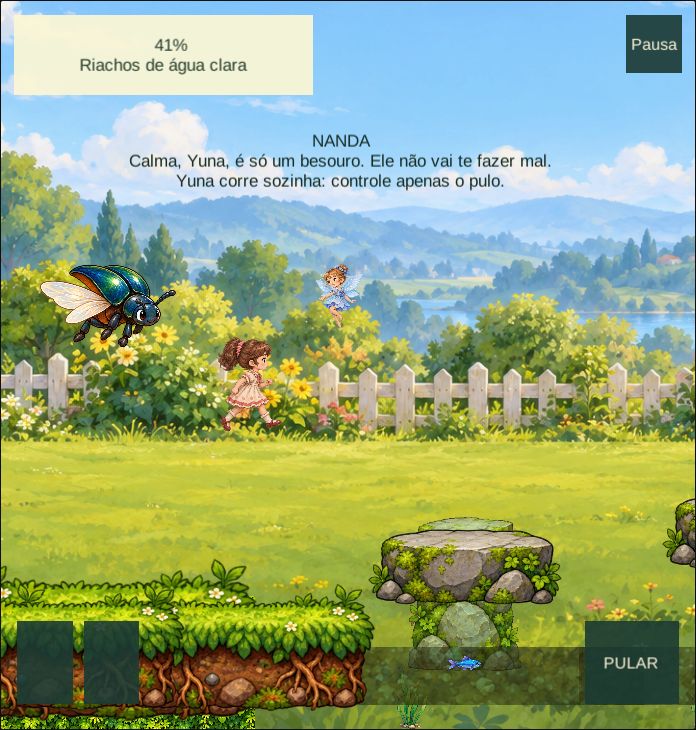 41%
Riachos de água clara
Pausa
NANDA
Calma, Yuna, é só um besouro. Ele não vai te fazer mal.
Yuna corre sozinha: controle apenas o pulo.
PULAR